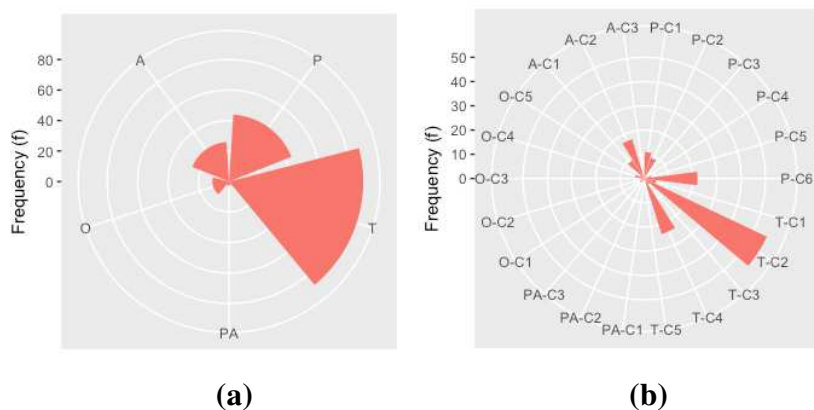 Frequency (f)
80
60
40
20
0
A
P
T
PA
O
(a)
Frequency (f)
50
40
30
20
10
0
P-C1
P-C2
P-C3
P-C4
P-C5
P-C6
T-C1
T-C2
T-C3
T-C4
T-C5
PA-C1
PA-C2
PA-C3
O-C1
O-C2
O-C3
O-C4
O-C5
A-C1
A-C2
A-C3
(b)